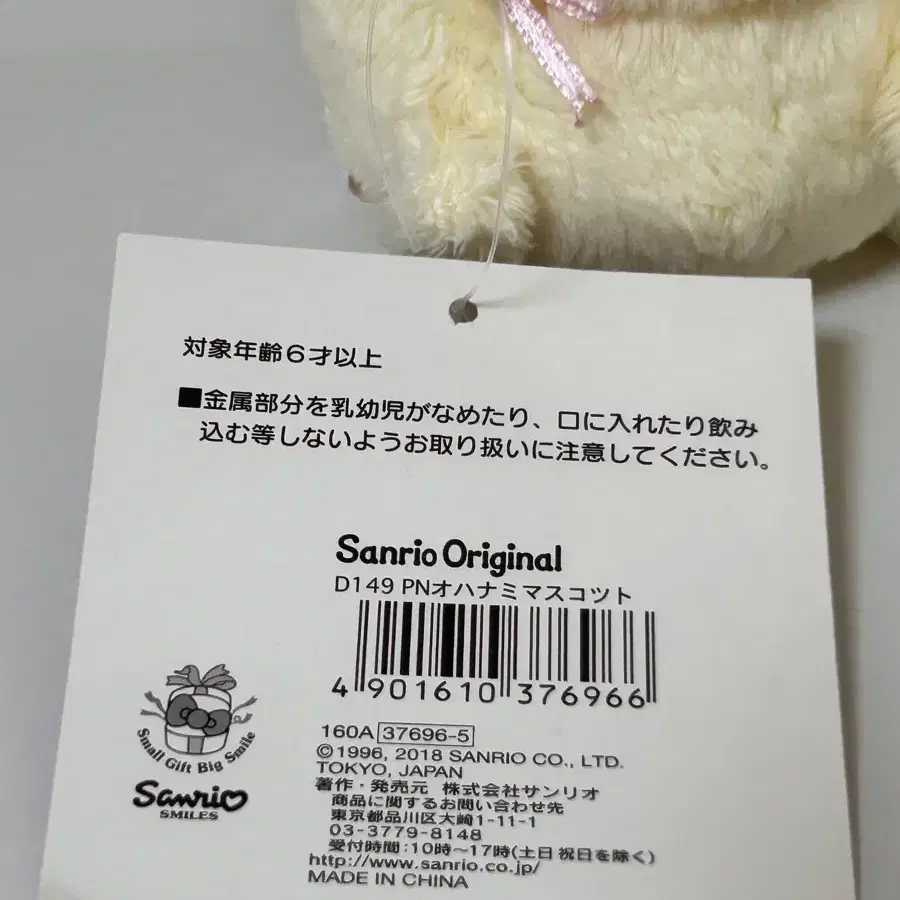 対象年齢6才以上
■金属部分を乳幼児がなめたり、口に入れたり飲み
込む等しないようお取り扱いに注意してください。
Sanrio Original
D149 PNオハナミマスコツト
4 901610 376966
160A 37696-5
©1996, 2018 SANRIO CO., LTD.
TOKYO, JAPAN
著作・発売元 株式会社サンリオ
商品に関するお問い合わせ先
東京都品川区大崎1-11-1
03-3779-8148
受付時間：10時〜17時(土日 祝日を除く)
http://www.sanrio.co.jp/
MADE IN CHINA
Small Gift Big Smile
Sanrio
SMILES